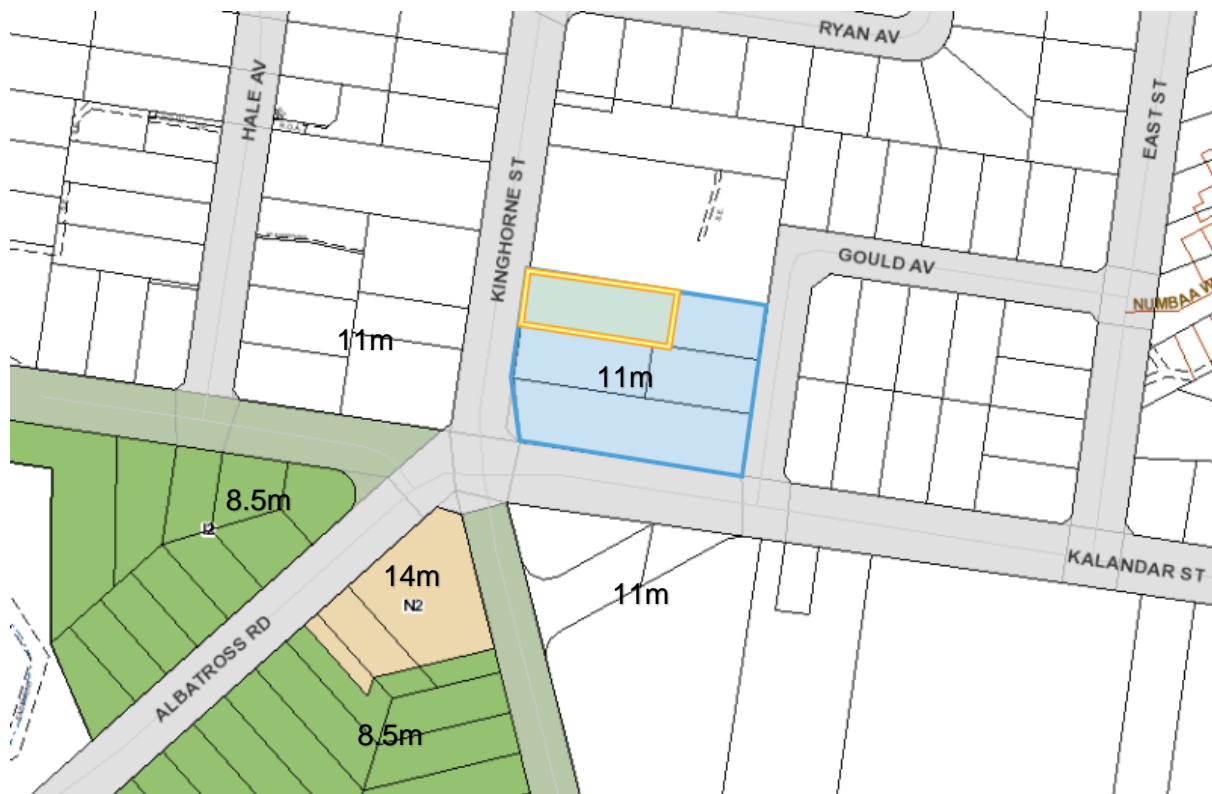 RYAN AV
HALE AV
EAST ST
KINGHORNE ST
GOULD AV
NUMBAA W
11m
11m
8.5m
I2
14m
N2
11m
KALANDAR ST
ALBATROSS RD
8.5m